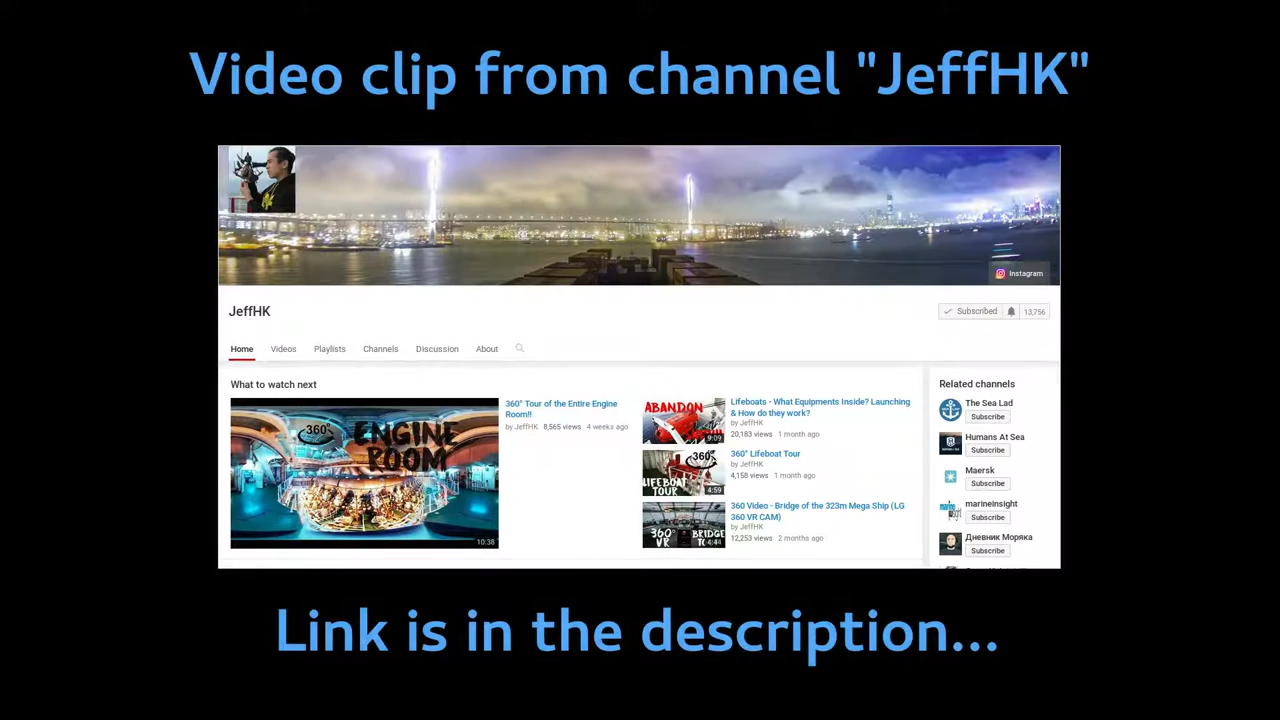 Video clip from channel "JeffHK"
Instagram
JeffHK
Subscribed
13,756
Home
Videos
Playlists
Channels
Discussion
About
What to watch next
360°
ENGINE
ROOM
10:38
360° Tour of the Entire Engine
Room!!
by JeffHK 8,565 views 4 weeks ago
ABANDON
9:09
Lifeboats - What Equipments Inside? Launching
& How do they work?
by JeffHK
20,183 views 1 month ago
360°
LIFEBOAT
TOUR
4:59
360° Lifeboat Tour
by JeffHK
4,158 views 1 month ago
360°
VR
BRIDGE
4:44
360 Video - Bridge of the 323m Mega Ship (LG
360 VR CAM)
by JeffHK
12,253 views 2 months ago
Related channels
The Sea Lad
Subscribe
Humans At Sea
Subscribe
Maersk
Subscribe
marineinsight
Subscribe
Дневник Моряка
Subscribe
Link is in the description...